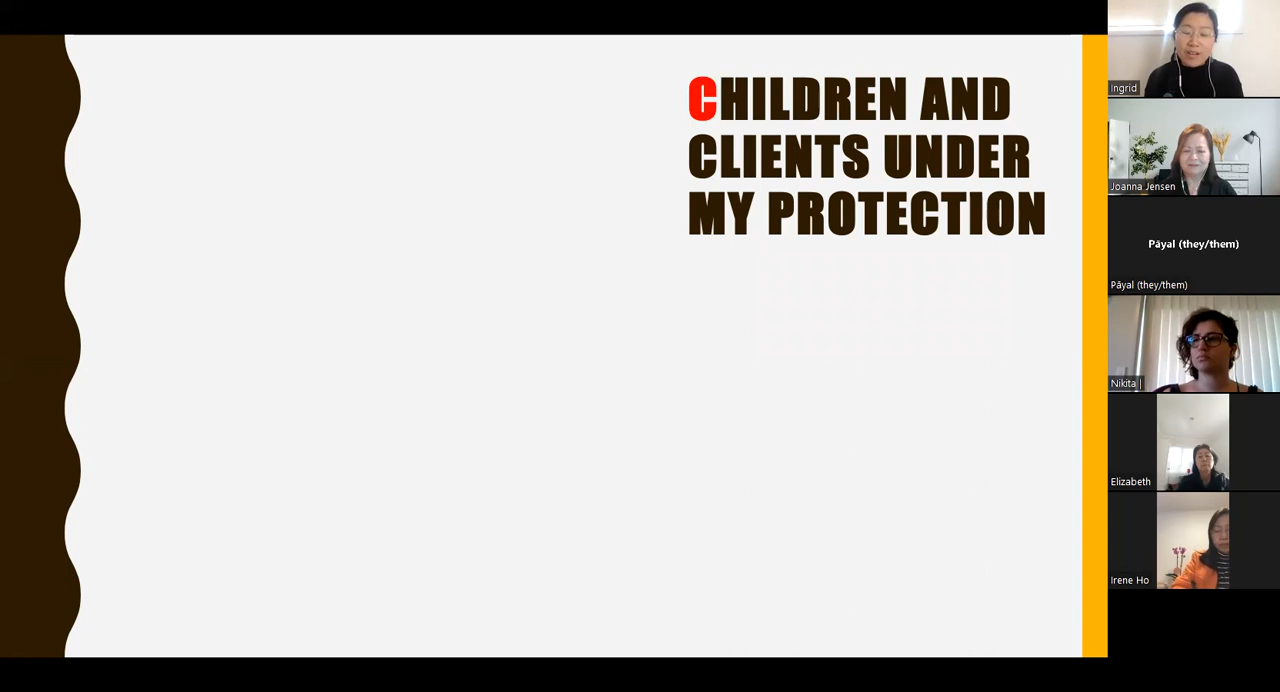 CHILDREN AND
CLIENTS UNDER
MY PROTECTION
Ingrid
Joanna Jensen
Pāyal (they/them)
Pāyal (they/them)
Nikita |
Elizabeth
Irene Ho